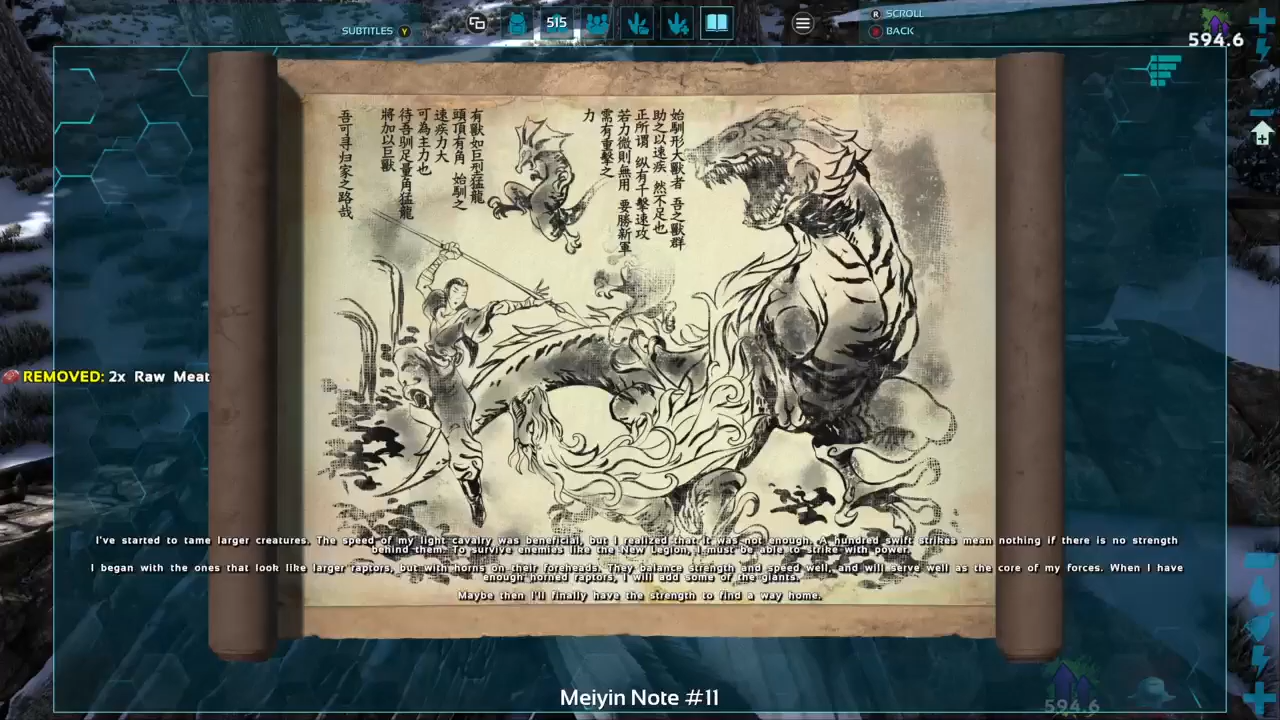 SUBTITLES Y
515
R SCROLL
BACK
594.6
始馴形大獸者 吾之獸群
助之以速疾 然不足也
正所谓 纵有千擊速攻
若力微則無用 要勝新軍
需有重擊之
力
有獸如巨型猛龍
頭頂有角 始馴之
速疾力大
可為主力也
待吾驯足量角猛龍
將加以巨獸
吾可寻归家之路哉
REMOVED: 2x Raw Meat
I've started to tame larger creatures. The speed of my light cavalry was beneficial, but I realized that it was not enough. A hundred swift strikes mean nothing if there is no strength
behind them. To survive enemies like the New Legion, I must be able to strike with power.
I began with the ones that look like larger raptors, but with horns on their foreheads. They balance strength and speed well, and will serve well as the core of my forces. When I have
enough horned raptors, I will add some of the giants.
Maybe then I'll finally have the strength to find a way home.
Meiyin Note #11
594.6